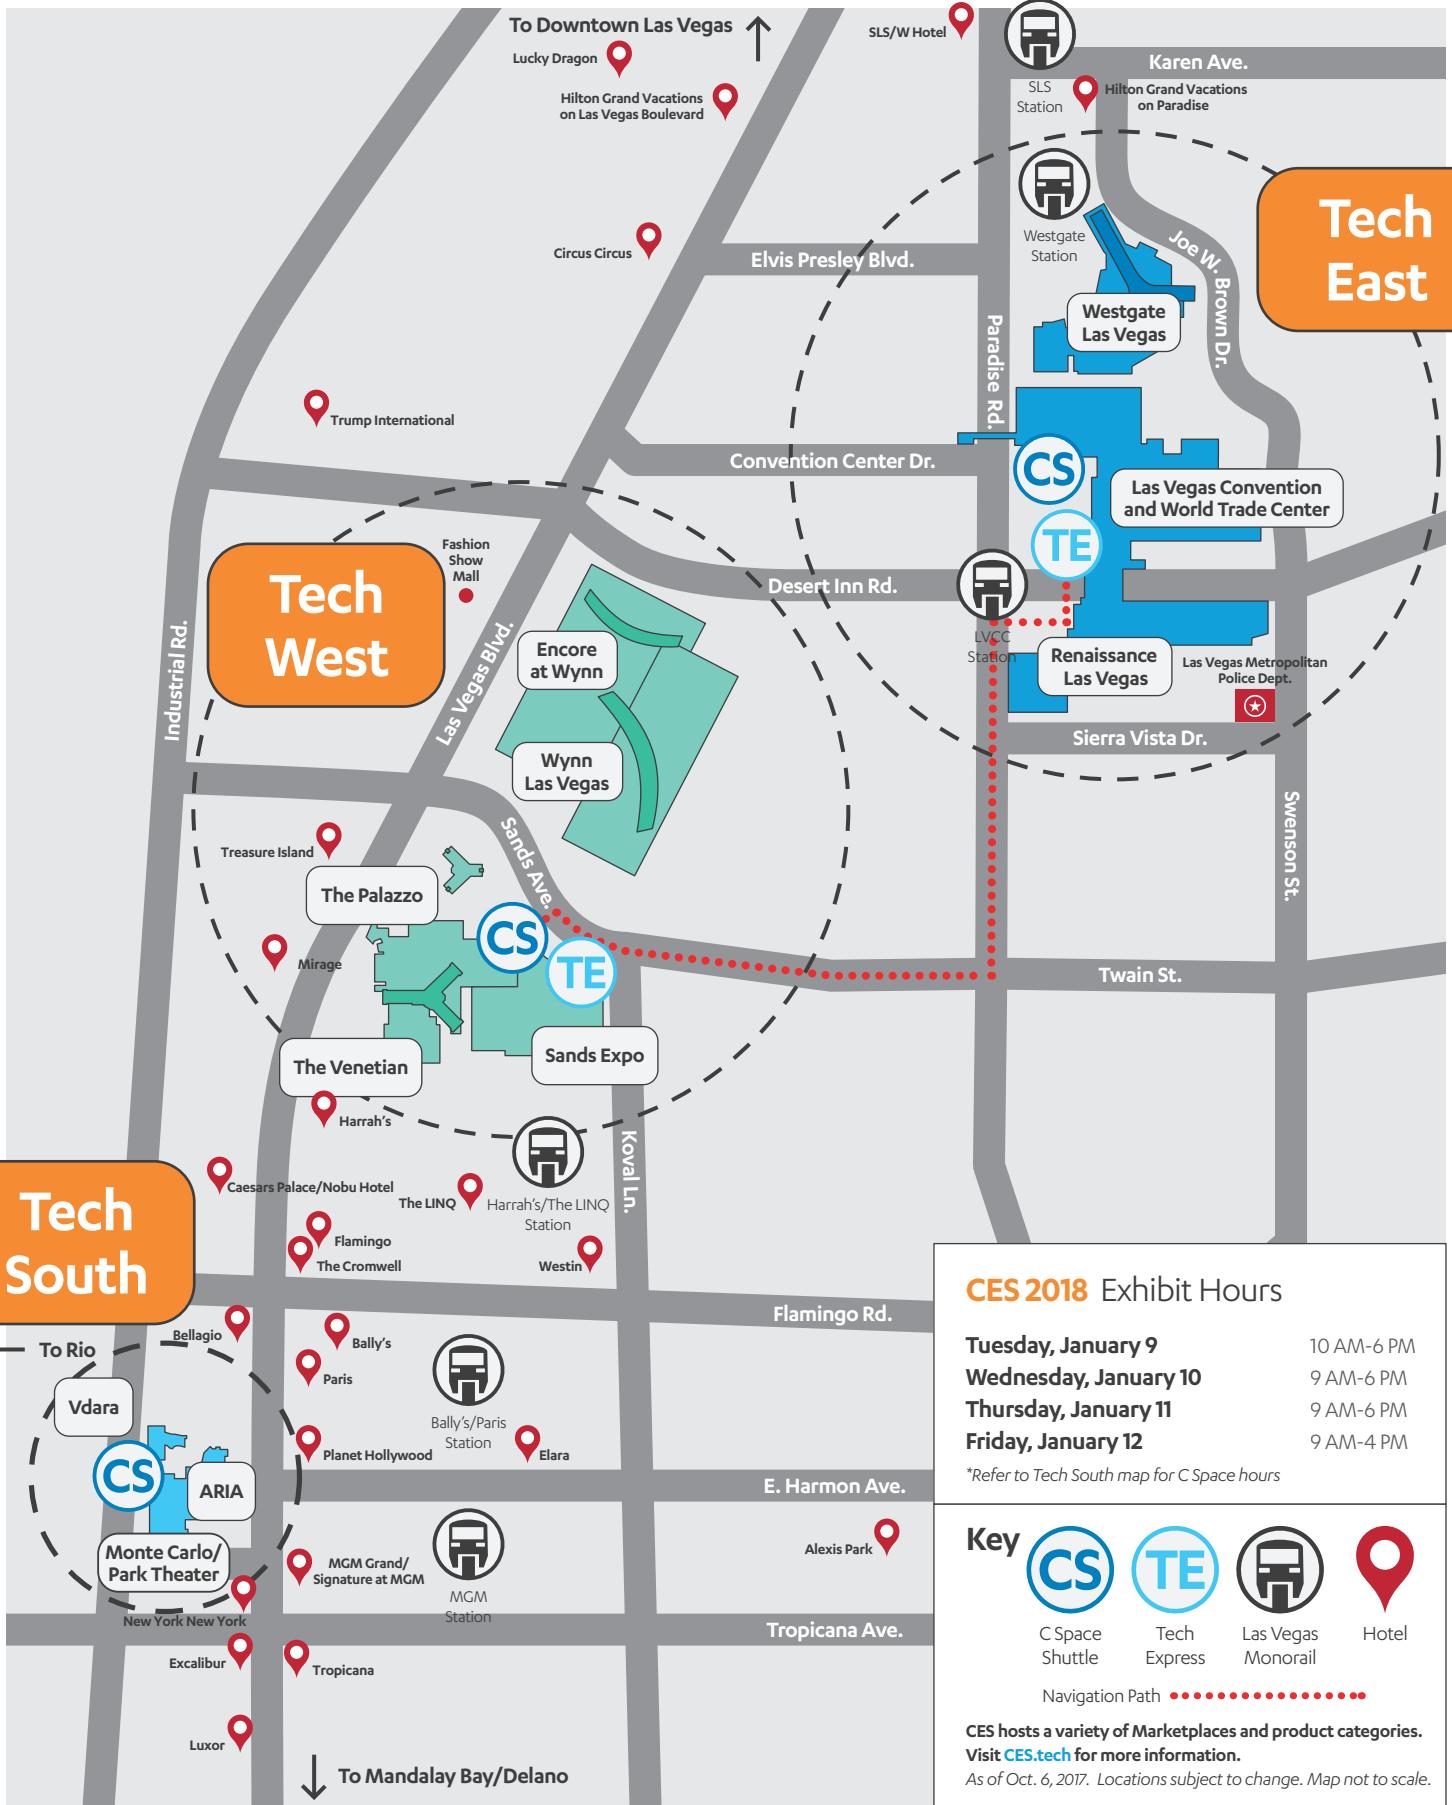 To Downtown Las Vegas
SLS/W Hotel
Lucky Dragon
Karen Ave.
SLS
Station
Hilton Grand Vacations
on Paradise
Hilton Grand Vacations
on Las Vegas Boulevard
Tech
East
Westgate
Station
Joe W. Brown Dr.
Circus Circus
Elvis Presley Blvd.
Westgate
Las Vegas
Paradise Rd.
Trump International
Convention Center Dr.
CS
Las Vegas Convention
and World Trade Center
TE
Fashion
Show
Mall
Tech
West
Desert Inn Rd.
LVCC
Station
Industrial Rd.
Las Vegas Blvd.
Encore
at Wynn
Renaissance
Las Vegas
Las Vegas Metropolitan
Police Dept.
Sierra Vista Dr.
Wynn
Las Vegas
Swenson St.
Sands Ave.
Treasure Island
The Palazzo
CS
TE
Mirage
Twain St.
The Venetian
Sands Expo
Harrah's
Koval Ln.
Caesars Palace/Nobu Hotel
The LINQ
Harrah's/The LINQ
Station
Tech
South
Flamingo
The Cromwell
Westin
Flamingo Rd.
Bellagio
Bally's
To Rio
Paris
Vdara
Bally's/Paris
Station
Planet Hollywood
Elara
CS
ARIA
E. Harmon Ave.
Monte Carlo/
Park Theater
MGM Grand/
Signature at MGM
Alexis Park
MGM
Station
New York New York
Tropicana Ave.
Excalibur
Tropicana
Luxor
To Mandalay Bay/Delano
CES 2018 Exhibit Hours
Tuesday, January 9 10 AM-6 PM
Wednesday, January 10 9 AM-6 PM
Thursday, January 11 9 AM-6 PM
Friday, January 12 9 AM-4 PM
*Refer to Tech South map for C Space hours
Key
CS
TE
C Space
Shuttle
Tech
Express
Las Vegas
Monorail
Hotel
Navigation Path
CES hosts a variety of Marketplaces and product categories.
Visit CES.tech for more information.
As of Oct. 6, 2017. Locations subject to change. Map not to scale.